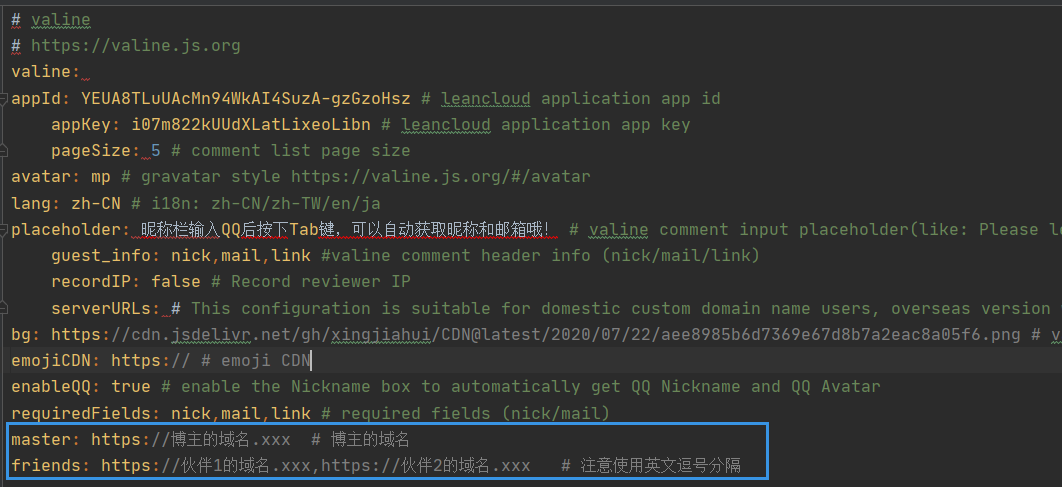 # valine
# https://valine.js.org
valine:
appId: YEUA8TLuUAcMn94WkAI4SuzA-gzGzoHsz # leancloud application app id
appKey: i07m822kUUdXLatLixeoLibn # leancloud application app key
pageSize: 5 # comment list page size
avatar: mp # gravatar style https://valine.js.org/#/avatar
lang: zh-CN # i18n: zh-CN/zh-TW/en/ja
placeholder: 昵称栏输入QQ后按下Tab键，可以自动获取昵称和邮箱哦！ # valine comment input placeholder(like: Please le
guest_info: nick,mail,link #valine comment header info (nick/mail/link)
recordIP: false # Record reviewer IP
serverURLs: # This configuration is suitable for domestic custom domain name users, overseas version
bg: https://cdn.jsdelivr.net/gh/xingjiahui/CDN@latest/2020/07/22/aee8985b6d7369e67d8b7a2eac8a05f6.png # v
emojiCDN: https:// # emoji CDN
enableQQ: true # enable the Nickname box to automatically get QQ Nickname and QQ Avatar
requiredFields: nick,mail,link # required fields (nick/mail)
master: https://博主的域名.xxx # 博主的域名
friends: https://伙伴1的域名.xxx,https://伙伴2的域名.xxx # 注意使用英文逗号分隔